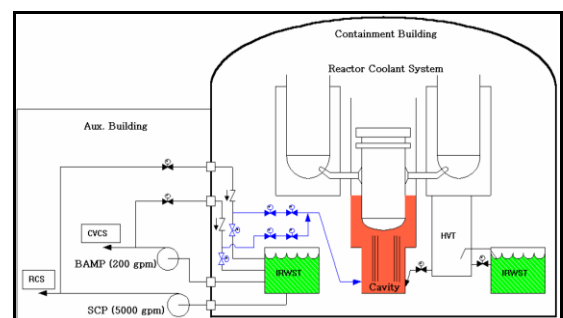 Containment Building
Reactor Coolant System
Aux. Building
CVCS
BAMP (200 gpm)
RCS
SCP (5000 gpm)
IRWST
Cavity
HVT
IRWST